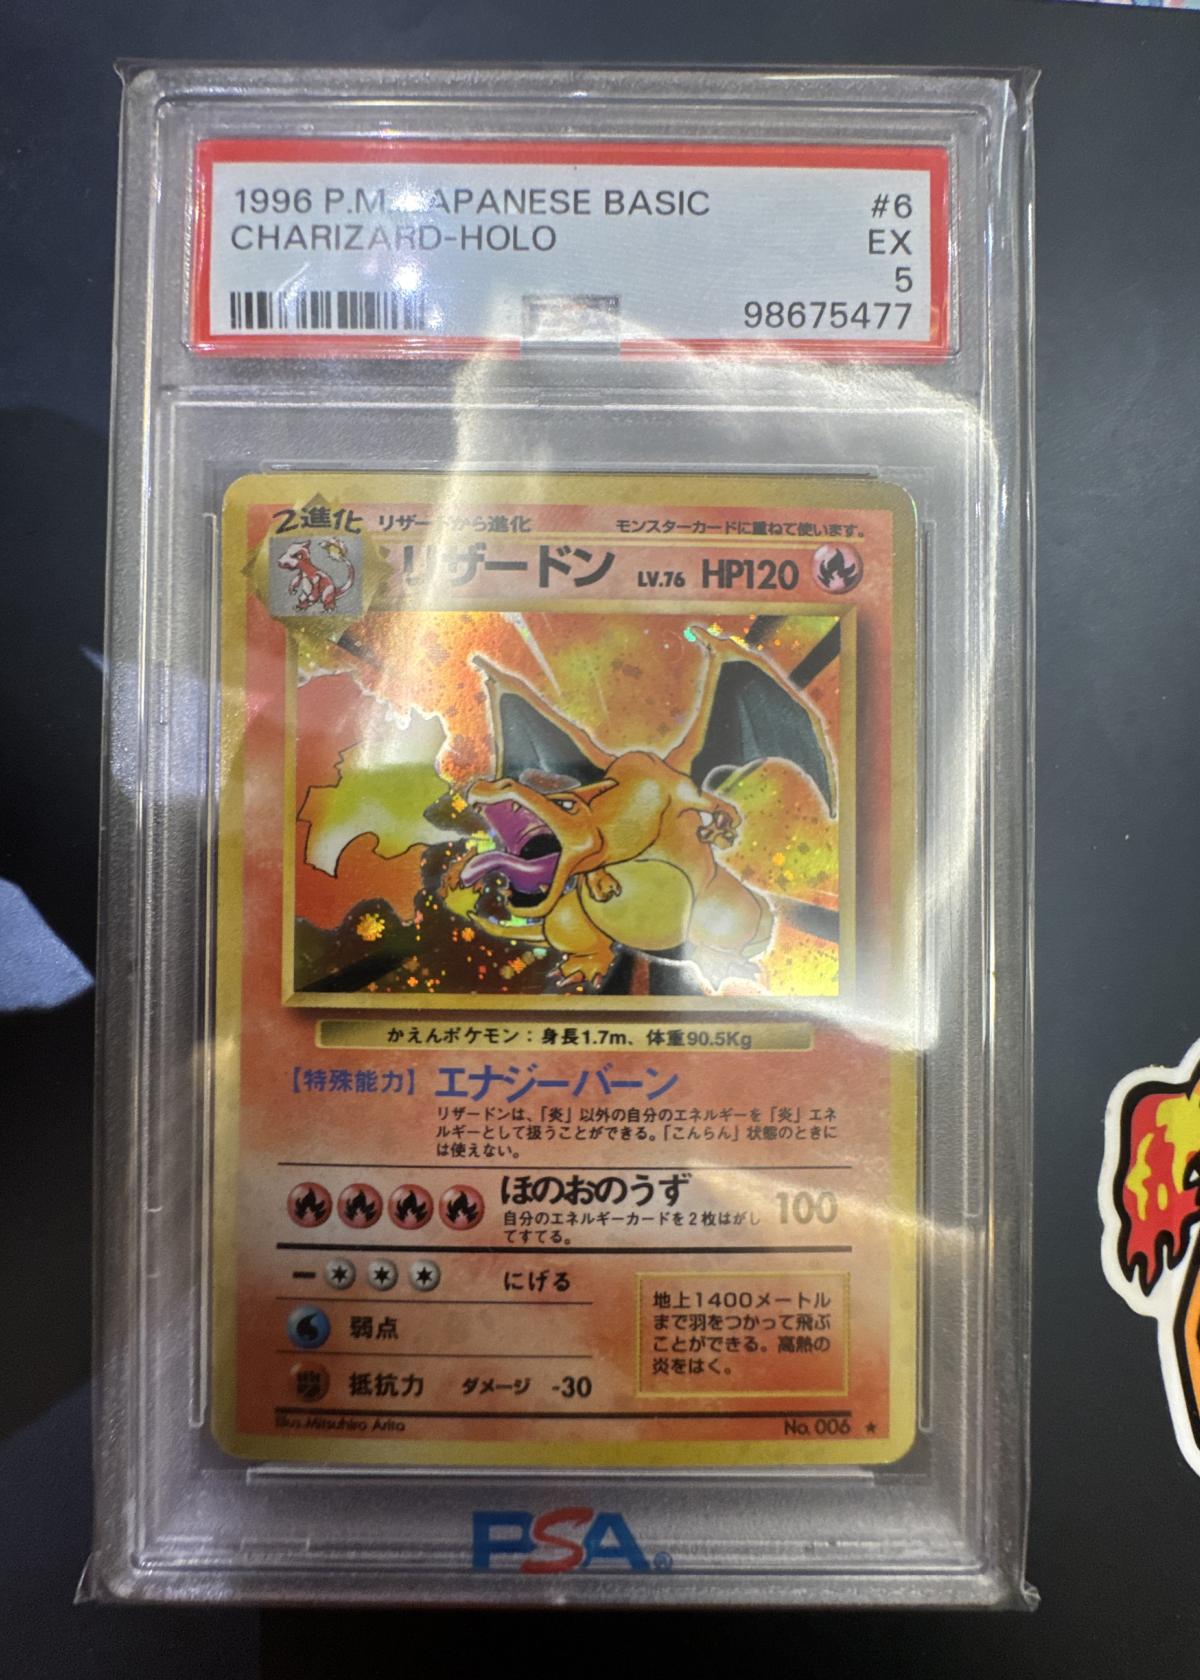 1996 P.M. JAPANESE BASIC #6
CHARIZARD-HOLO EX
5
98675477
2進化 リザードから進化 モンスターカードに重ねて使います。
リザードン LV.76 HP120
かえんポケモン：身長1.7m、体重90.5Kg
【特殊能力】エナジーバーン
リザードンは、「炎」以外の自分のエネルギーを「炎」エネ
ルギーとして扱うことができる。「こんらん」状態のときに
は使えない。
ほのおのうず 100
自分のエネルギーカードを2枚はがし
てすてる。
にげる
弱点
抵抗力 ダメージ -30
地上1400メートル
まで羽をつかって飛ぶ
ことができる。高熱の
炎をはく。
Illus. Mitsuhiro Arita No. 006 ★
PSA®